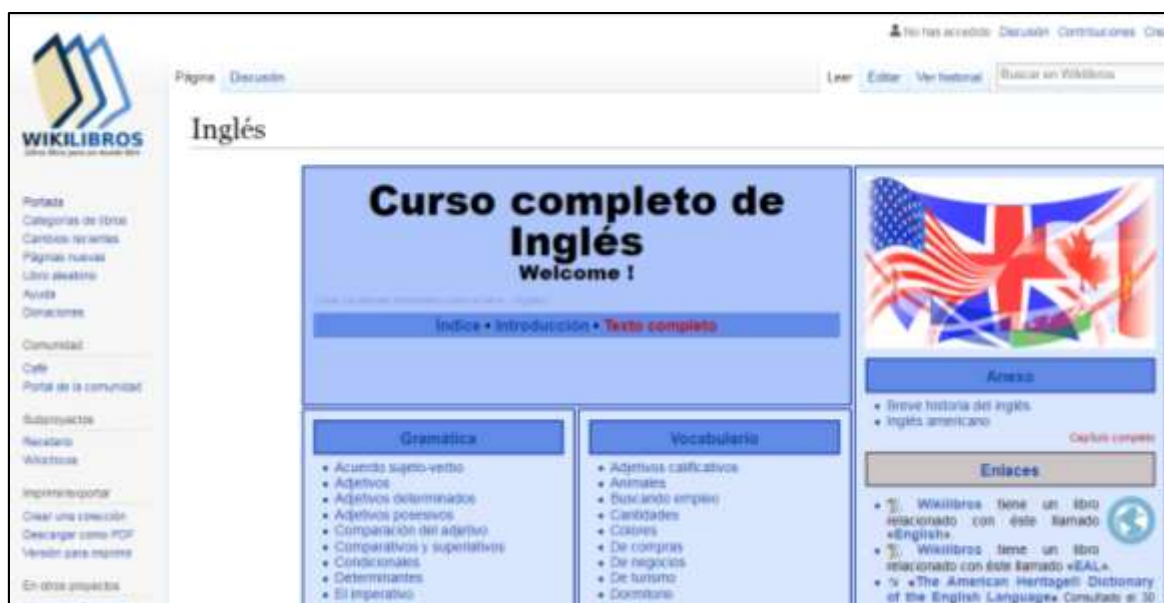 No has accedido Discusión Contribuciones
Página Discusión
Leer Editar Ver historial Buscar en Wikilibros
WIKILIBROS
Inglés
Portada
Categorías de libros
Cambios recientes
Páginas nuevas
Libro aleatorio
Ayuda
Donaciones
Comunidad
Café
Portal de la comunidad
Subproyectos
Recetario
Wikichicos
Imprimir/exportar
Crear una colección
Descargar como PDF
Versión para imprimir
En otros proyectos
Curso completo de
Inglés
Welcome !
Índice • Introducción • Texto completo
Gramática
• Acuerdo sujeto-verbo
• Adjetivos
• Adjetivos determinados
• Adjetivos posesivos
• Comparación del adjetivo
• Comparativos y superlativos
• Condicionales
• Determinantes
• El imperativo
Vocabulario
• Adjetivos calificativos
• Animales
• Buscando empleo
• Cantidades
• Colores
• De compras
• De negocios
• De turismo
• Dormitorio
Anexo
• Breve historia del inglés
• Inglés americano
Capítulo completo
Enlaces
• Wikilibros tiene un libro
relacionado con éste llamado
«English».
• Wikilibros tiene un libro
relacionado con éste llamado «EAL».
• «The American Heritage® Dictionary
of the English Language» Consultado el 30